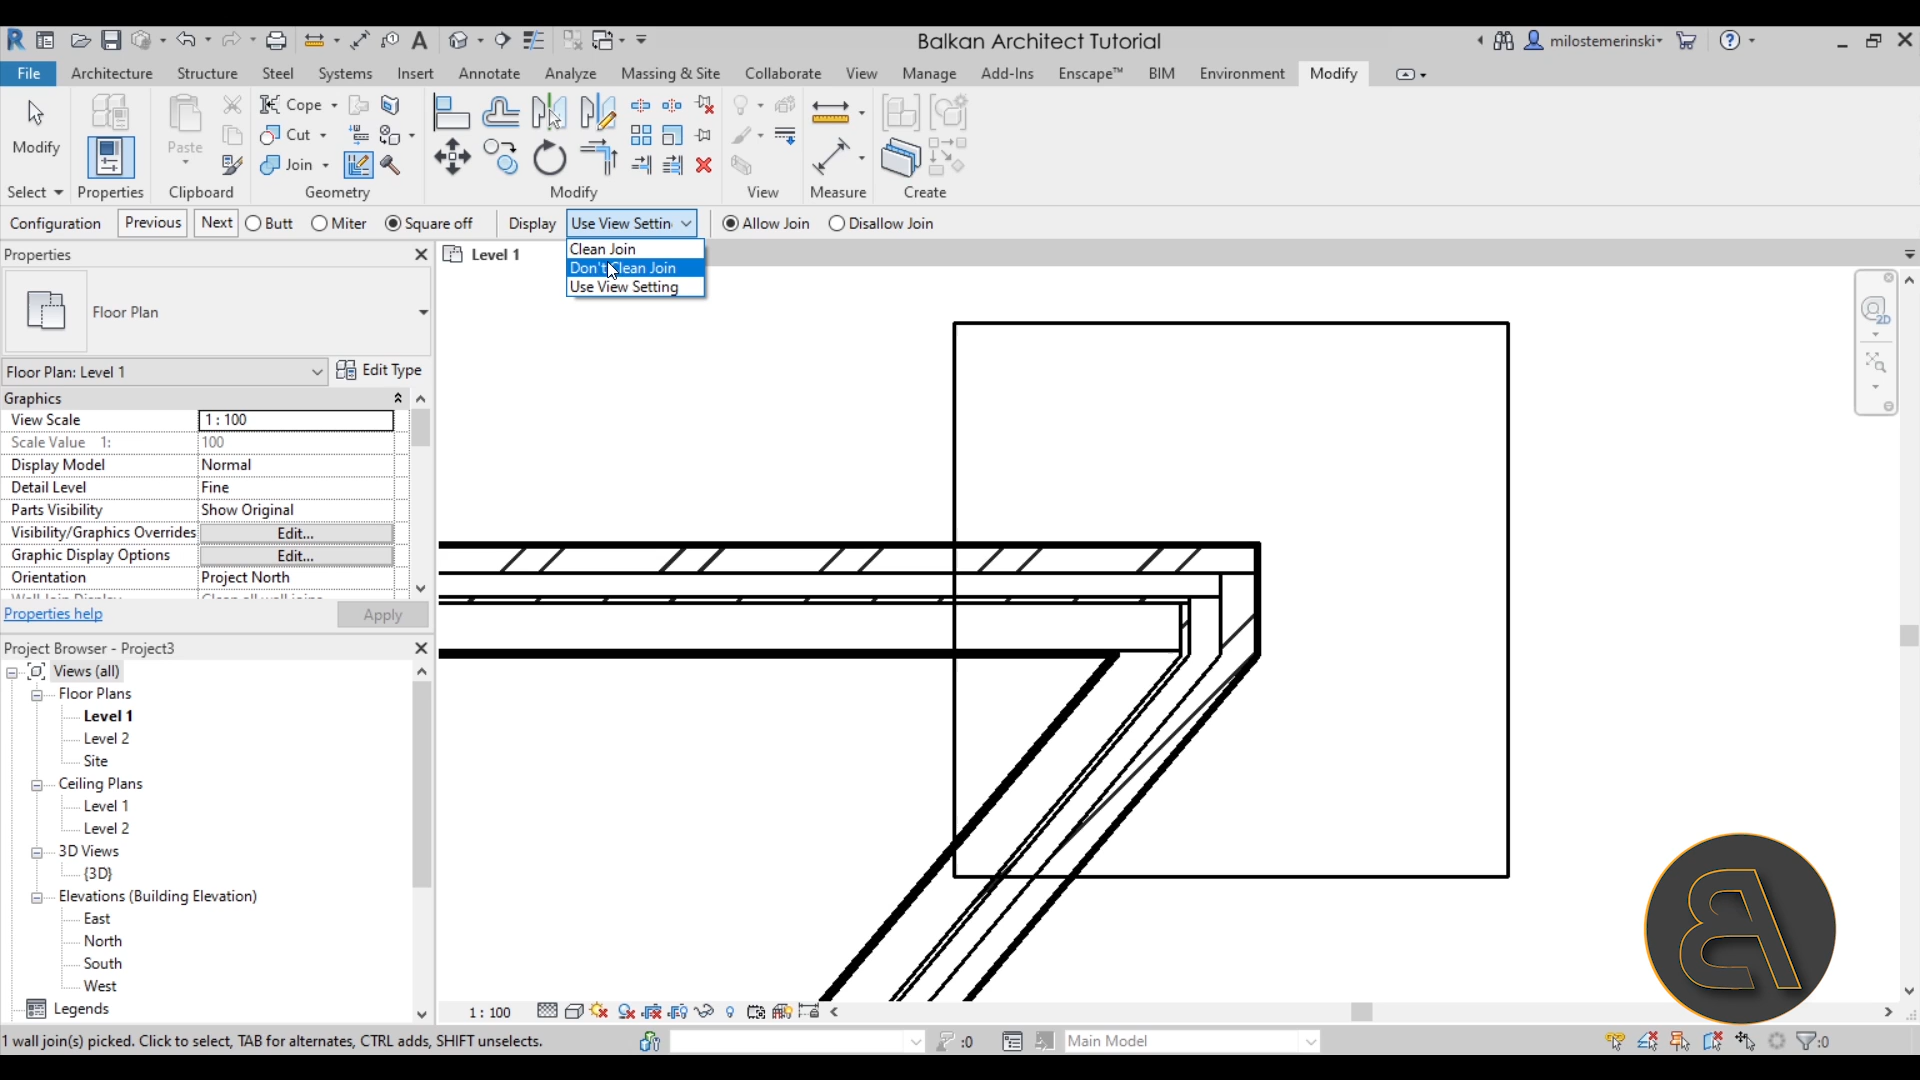 Balkan Architect Tutorial
milostemerinski
File Architecture Structure Steel Systems Insert Annotate Analyze Massing & Site Collaborate View Manage Add-Ins Enscape™ BIM Environment Modify
Modify
Paste
Cope
Cut
Join
Select Properties Clipboard Geometry Modify View Measure Create
Configuration Previous Next Butt Miter Square off Display Use View Settin Allow Join Disallow Join
Clean Join
Don't Clean Join
Use View Setting
Properties
Level 1
Floor Plan
Floor Plan: Level 1 Edit Type
Graphics
View Scale 1 : 100
Scale Value 1: 100
Display Model Normal
Detail Level Fine
Parts Visibility Show Original
Visibility/Graphics Overrides Edit...
Graphic Display Options Edit...
Orientation Project North
Wall Join Display Clean all wall joins
Properties help Apply
2D
Project Browser - Project3
Views (all)
Floor Plans
Level 1
Level 2
Site
Ceiling Plans
Level 1
Level 2
3D Views
{3D}
Elevations (Building Elevation)
East
North
South
West
Legends
1 : 100
1 wall join(s) picked. Click to select, TAB for alternates, CTRL adds, SHIFT unselects.
:0
Main Model
:0